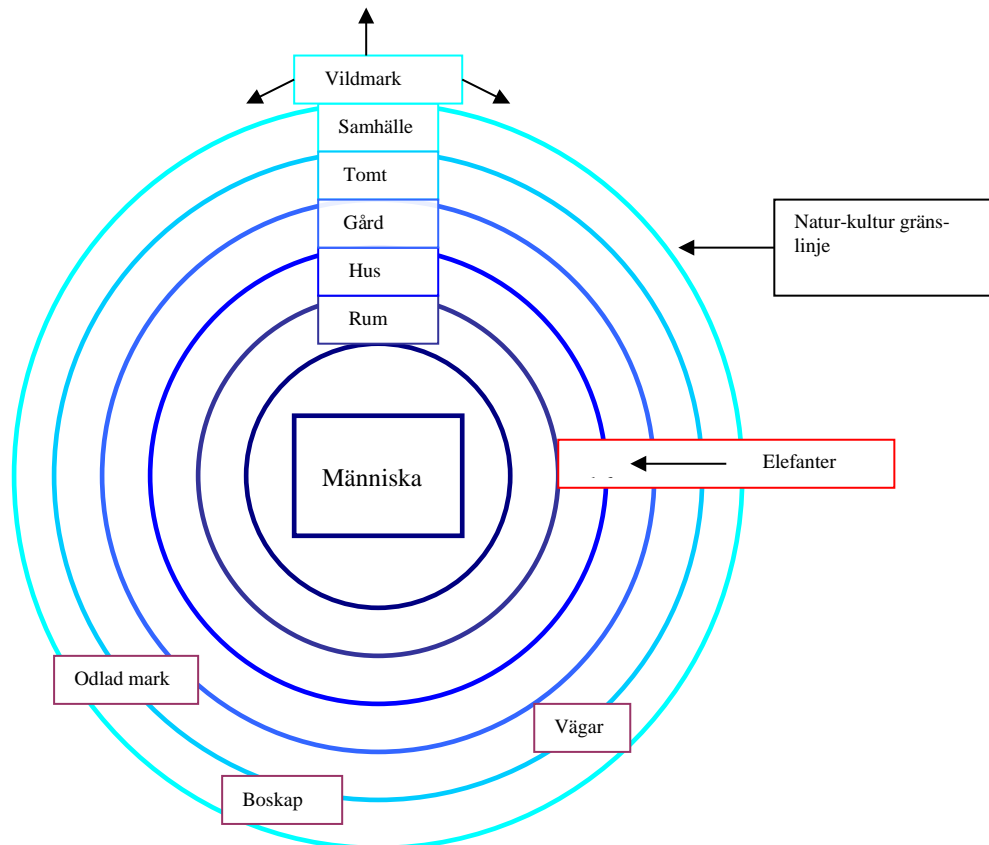 Vildmark
Samhälle
Tomt
Gård
Hus
Rum
Natur-kultur gräns-
linje
Elefanter
Människa
Odlad mark
Vägar
Boskap